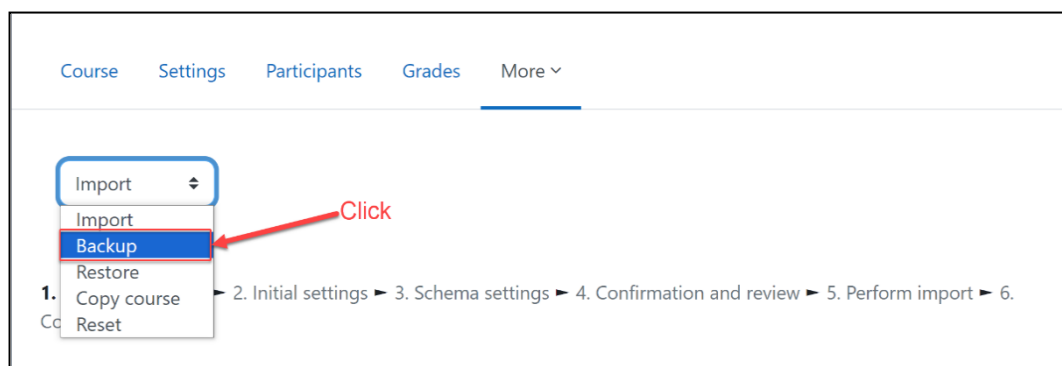 Course Settings Participants Grades More
Import
Import
Click
Backup
Restore
1. ► 2. Initial settings ► 3. Schema settings ► 4. Confirmation and review ► 5. Perform import ► 6.
Copy course
Co
Reset